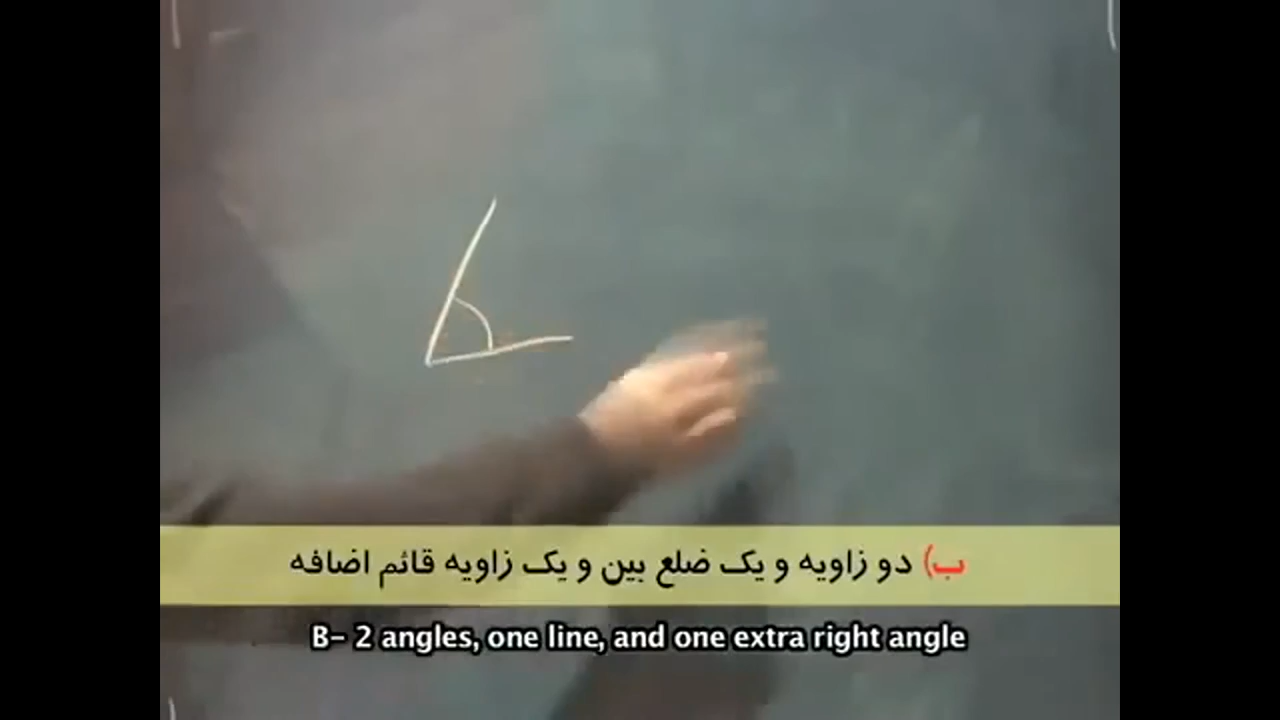 ب) دو زاویه و یک ضلع بین و یک زاویه قائم اضافه
B- 2 angles, one line, and one extra right angle